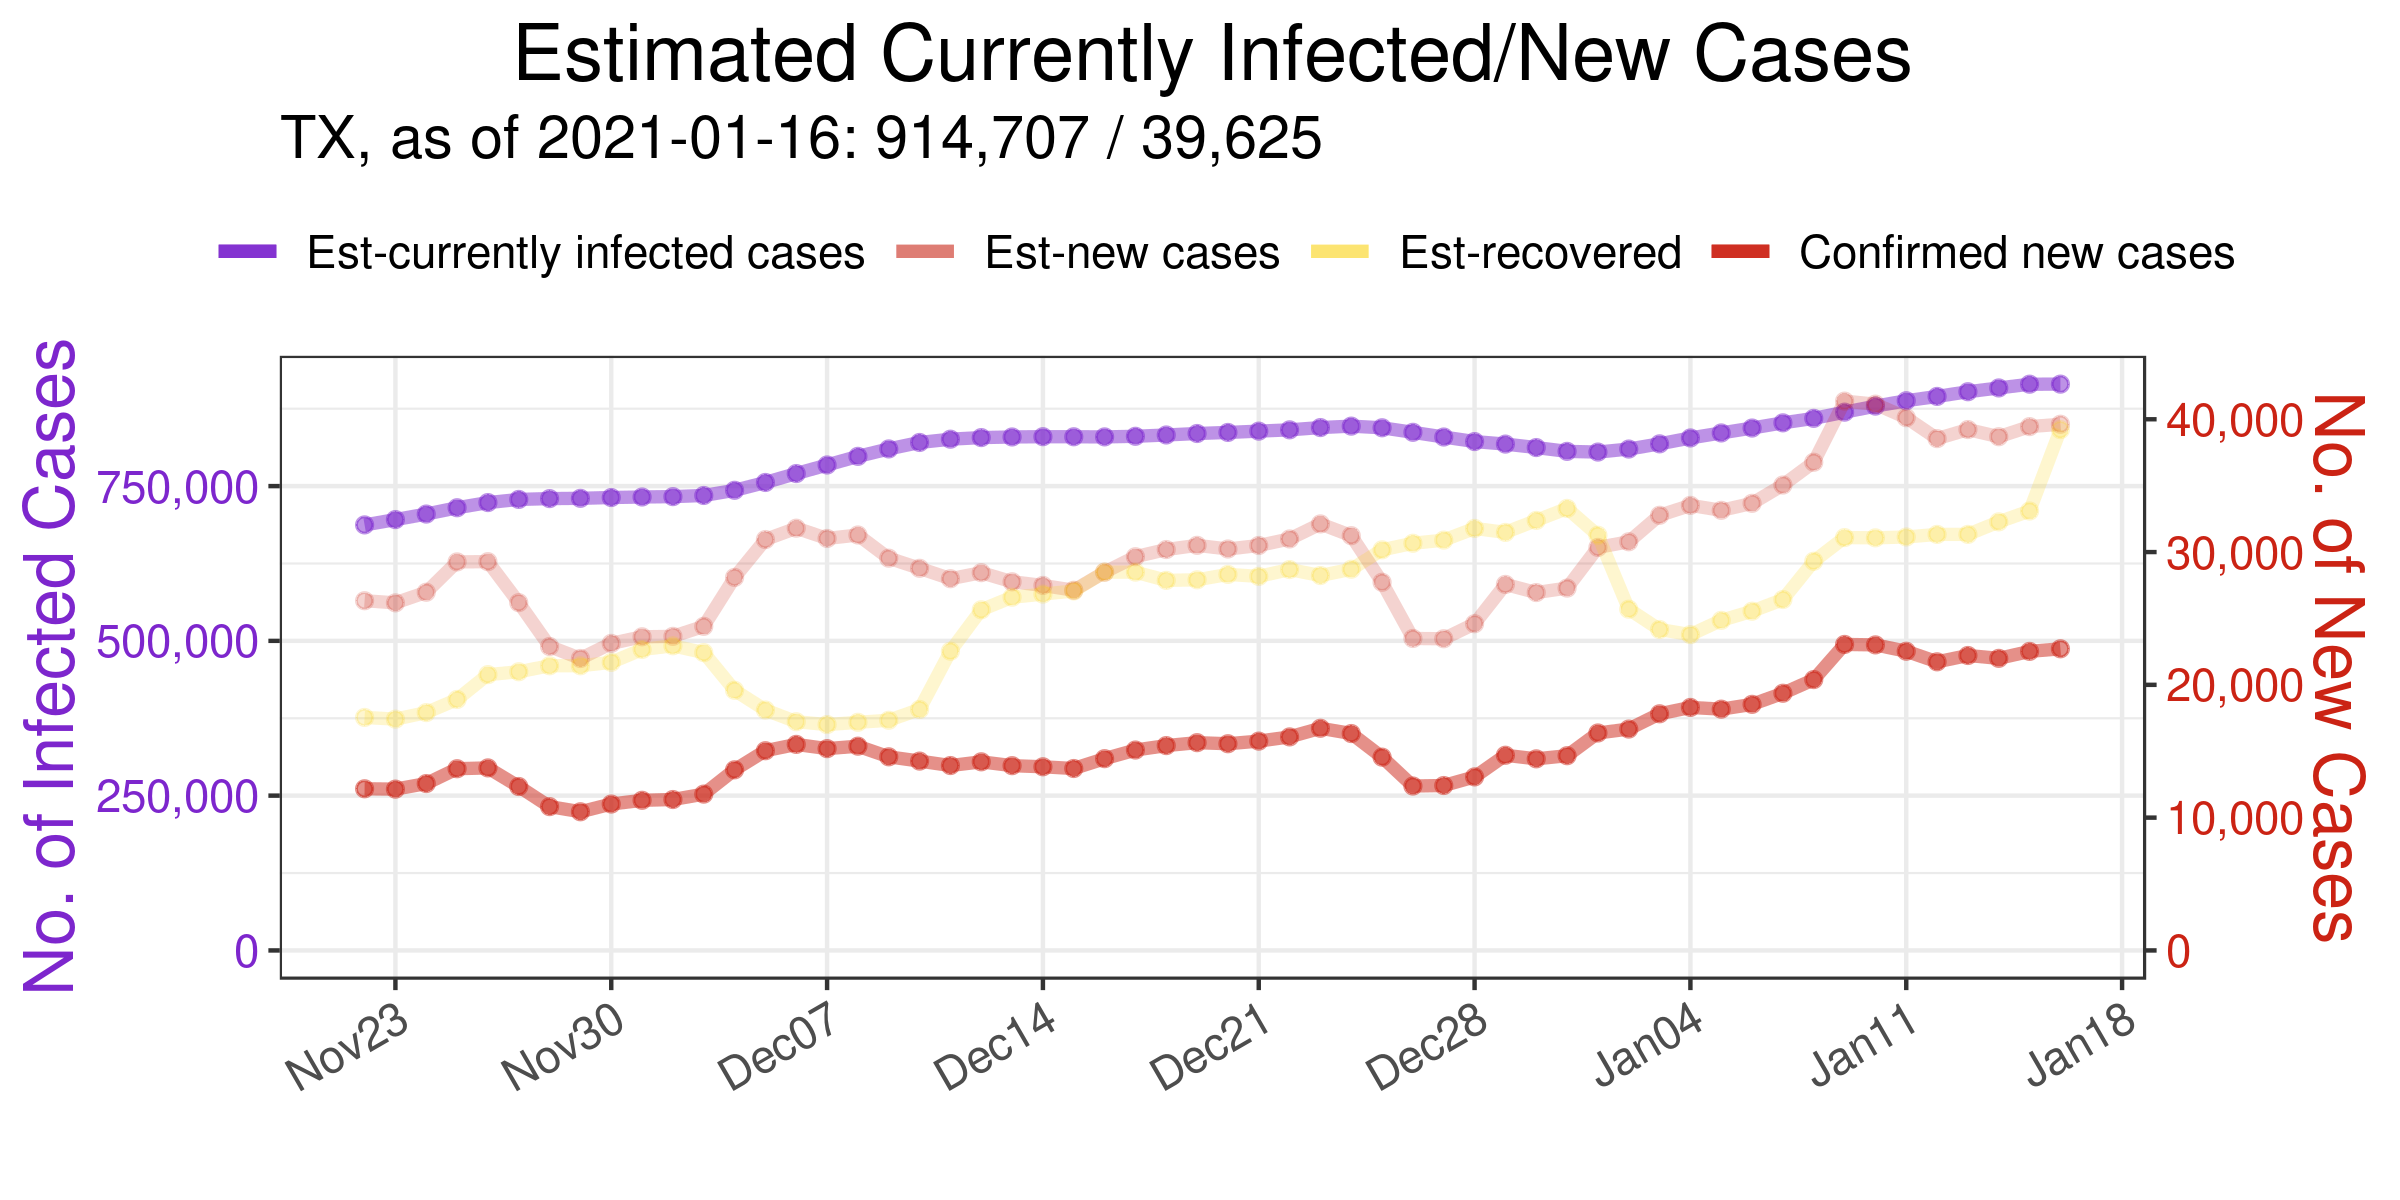 Estimated Currently Infected/New Cases
TX, as of 2021-01-16: 914,707 / 39,625
Est-currently infected cases Est-new cases Est-recovered Confirmed new cases
No. of Infected Cases
750,000
500,000
250,000
0
40,000
30,000
20,000
10,000
0
No. of New Cases
Nov23 Nov30 Dec07 Dec14 Dec21 Dec28 Jan04 Jan11 Jan18